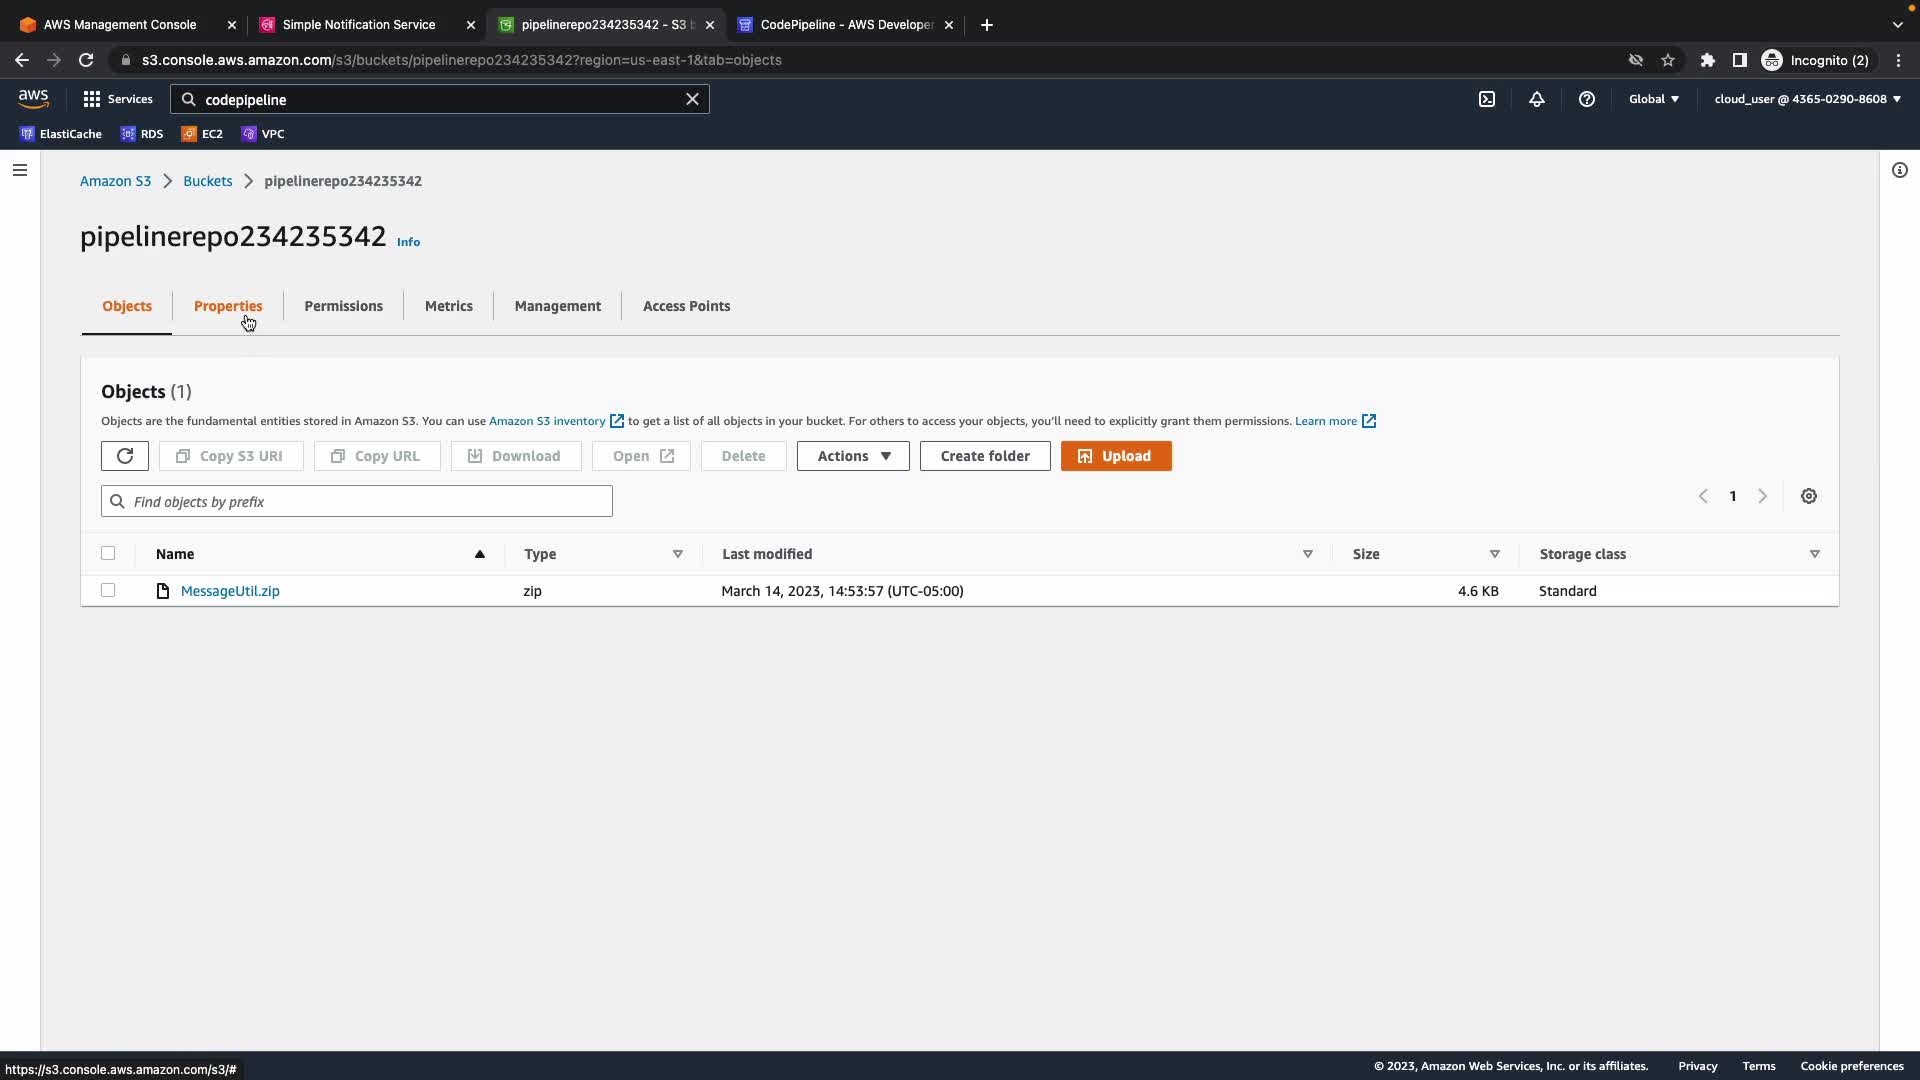 AWS Management Console
Simple Notification Service
pipelinerepo234235342 - S3 b
CodePipeline - AWS Developer
s3.console.aws.amazon.com/s3/buckets/pipelinerepo234235342?region=us-east-1&tab=objects
Incognito (2)
aws
Services
codepipeline
Global
cloud_user @ 4365-0290-8608
ElastiCache
RDS
EC2
VPC
Amazon S3
Buckets
pipelinerepo234235342
pipelinerepo234235342 Info
Objects
Properties
Permissions
Metrics
Management
Access Points
Objects (1)
Objects are the fundamental entities stored in Amazon S3. You can use Amazon S3 inventory to get a list of all objects in your bucket. For others to access your objects, you'll need to explicitly grant them permissions. Learn more
Copy S3 URI
Copy URL
Download
Open
Delete
Actions
Create folder
Upload
Find objects by prefix
1
Name
Type
Last modified
Size
Storage class
MessageUtil.zip
zip
March 14, 2023, 14:53:57 (UTC-05:00)
4.6 KB
Standard
https://s3.console.aws.amazon.com/s3/#
© 2023, Amazon Web Services, Inc. or its affiliates.
Privacy
Terms
Cookie preferences